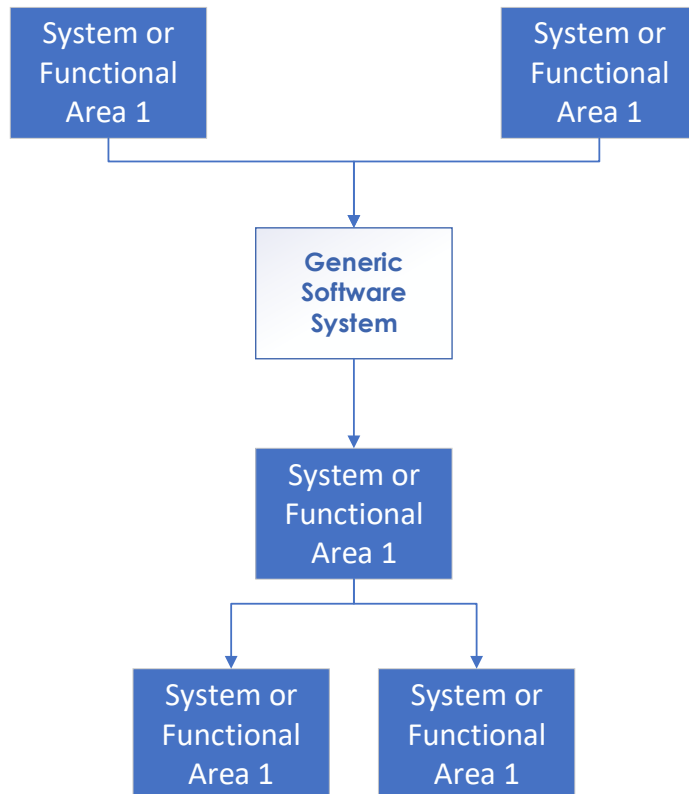 System or
Functional
Area 1
System or
Functional
Area 1
Generic
Software
System
System or
Functional
Area 1
System or
Functional
Area 1
System or
Functional
Area 1